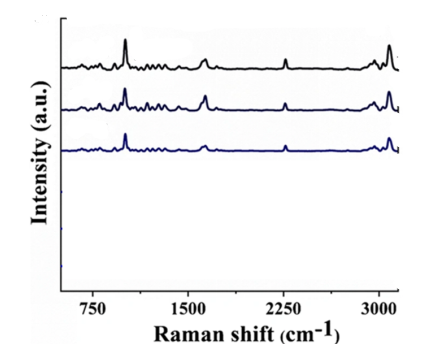 Intensity (a.u.)
750 1500 2250 3000
Raman shift (cm-1)